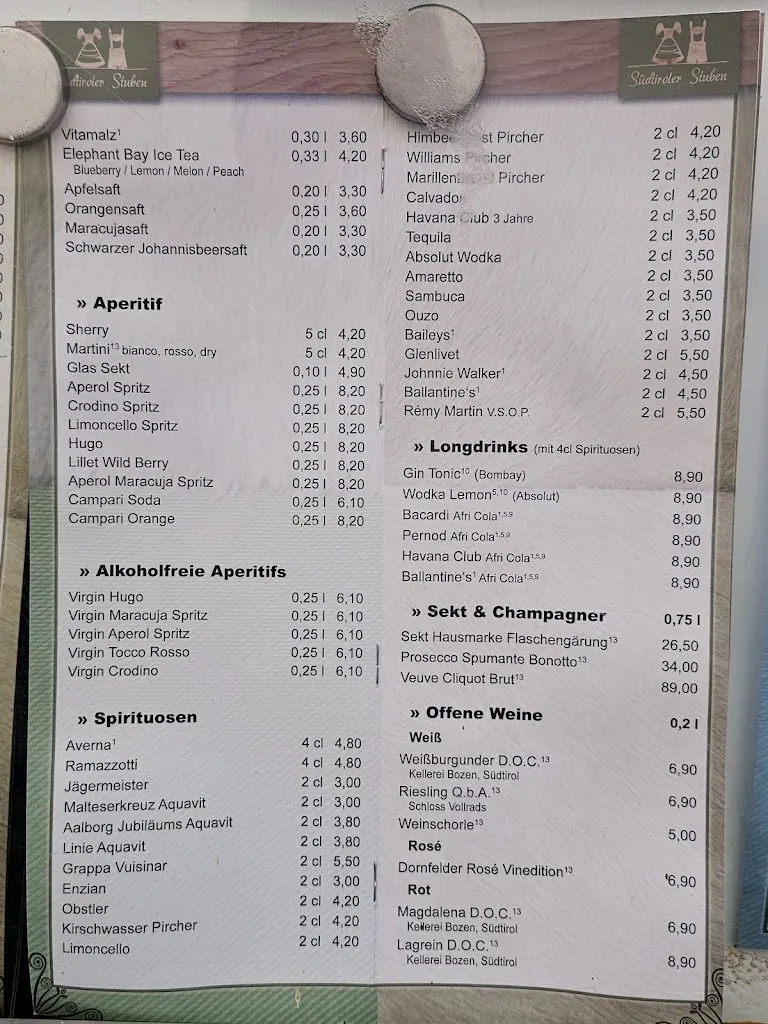 dtiroler Stuben
Vitamalz¹ 0,30 l 3,60
Elephant Bay Ice Tea 0,33 l 4,20
Blueberry / Lemon / Melon / Peach
Apfelsaft 0,20 l 3,30
Orangensaft 0,25 l 3,60
Maracujasaft 0,20 l 3,30
Schwarzer Johannisbeersaft 0,20 l 3,30
» Aperitif
Sherry 5 cl 4,20
Martini¹³ bianco, rosso, dry 5 cl 4,20
Glas Sekt 0,10 l 4,90
Aperol Spritz 0,25 l 8,20
Crodino Spritz 0,25 l 8,20
Limoncello Spritz 0,25 l 8,20
Hugo 0,25 l 8,20
Lillet Wild Berry 0,25 l 8,20
Aperol Maracuja Spritz 0,25 l 8,20
Campari Soda 0,25 l 6,10
Campari Orange 0,25 l 8,20
» Alkoholfreie Aperitifs
Virgin Hugo 0,25 l 6,10
Virgin Maracuja Spritz 0,25 l 6,10
Virgin Aperol Spritz 0,25 l 6,10
Virgin Tocco Rosso 0,25 l 6,10
Virgin Crodino 0,25 l 6,10
» Spirituosen
Averna¹ 4 cl 4,80
Ramazzotti 4 cl 4,80
Jägermeister 2 cl 3,00
Malteserkreuz Aquavit 2 cl 3,00
Aalborg Jubiläums Aquavit 2 cl 3,80
Linie Aquavit 2 cl 3,80
Grappa Vuisinar 2 cl 5,50
Enzian 2 cl 3,00
Obstler 2 cl 4,20
Kirschwasser Pircher 2 cl 4,20
Limoncello 2 cl 4,20
Südtiroler Stuben
Pircher 2 cl 4,20
Williams Pircher 2 cl 4,20
Pircher 2 cl 4,20
Calvados 2 cl 4,20
Havana Club 3 Jahre 2 cl 3,50
Tequila 2 cl 3,50
Absolut Wodka 2 cl 3,50
Amaretto 2 cl 3,50
Sambuca 2 cl 3,50
Ouzo 2 cl 3,50
Baileys¹ 2 cl 3,50
Glenlivet 2 cl 5,50
Johnnie Walker¹ 2 cl 4,50
Ballantine's¹ 2 cl 4,50
Rémy Martin V.S.O.P. 2 cl 5,50
» Longdrinks (mit 4cl Spirituosen)
Gin Tonic¹⁰ (Bombay) 8,90
Wodka Lemon⁵,¹⁰ (Absolut) 8,90
Bacardi Afri Cola¹,⁵,⁹ 8,90
Pernod Afri Cola¹,⁵,⁹ 8,90
Havana Club Afri Cola¹,⁵,⁹ 8,90
Ballantine's¹ Afri Cola¹,⁵,⁹ 8,90
» Sekt & Champagner 0,75 l
Sekt Hausmarke Flaschengärung¹³ 26,50
Prosecco Spumante Bonotto¹³ 34,00
Veuve Cliquot Brut¹³ 89,00
» Offene Weine 0,2 l
Weiß
Weißburgunder D.O.C.¹³ 6,90
Kellerei Bozen, Südtirol
Riesling Q.b.A.¹³ 6,90
Schloss Vollrads
Weinschorle¹³ 5,00
Rosé
Dornfelder Rosé Vinedition¹³ 6,90
Rot
Magdalena D.O.C.¹³ 6,90
Kellerei Bozen, Südtirol
Lagrein D.O.C.¹³ 8,90
Kellerei Bozen, Südtirol